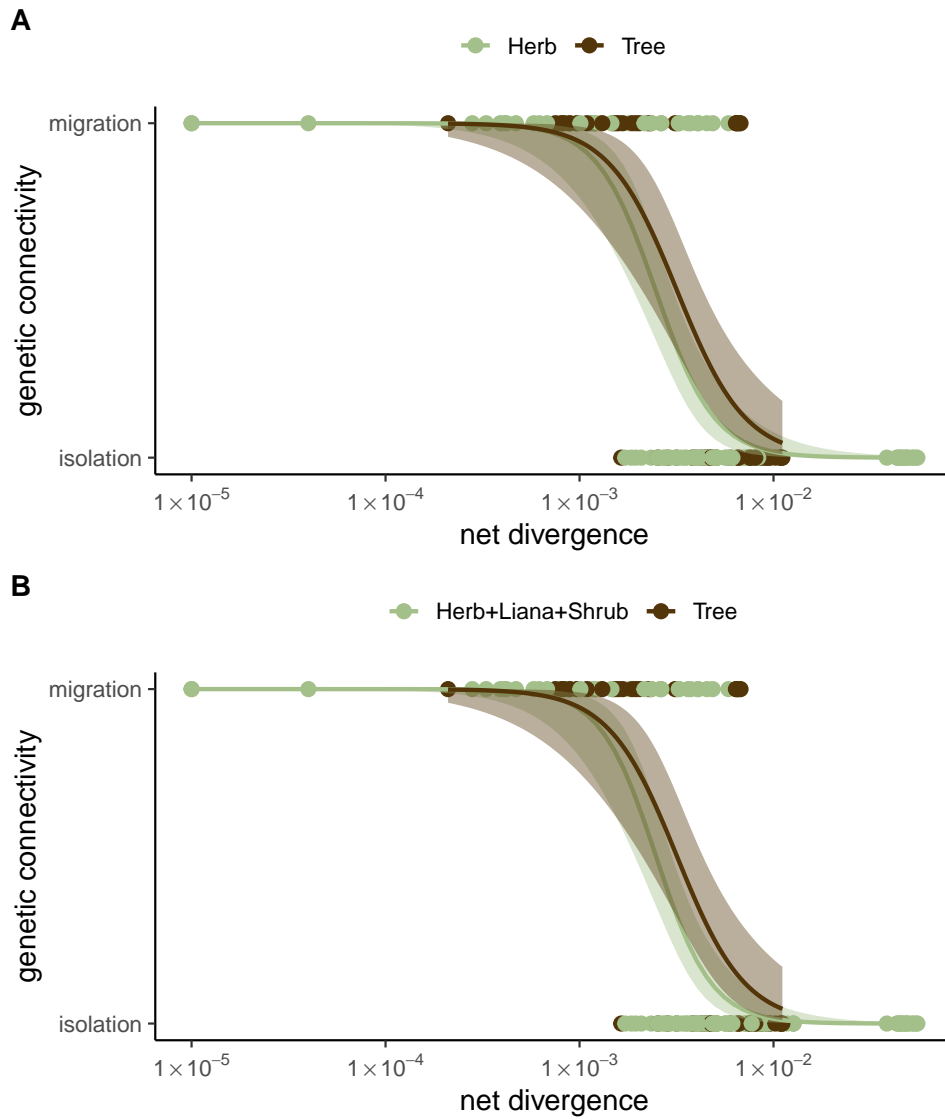 A
Herb Tree
migration
genetic connectivity
isolation
1×10⁻⁵ 1×10⁻⁴ 1×10⁻³ 1×10⁻²
net divergence
B
Herb+Liana+Shrub Tree
migration
genetic connectivity
isolation
1×10⁻⁵ 1×10⁻⁴ 1×10⁻³ 1×10⁻²
net divergence